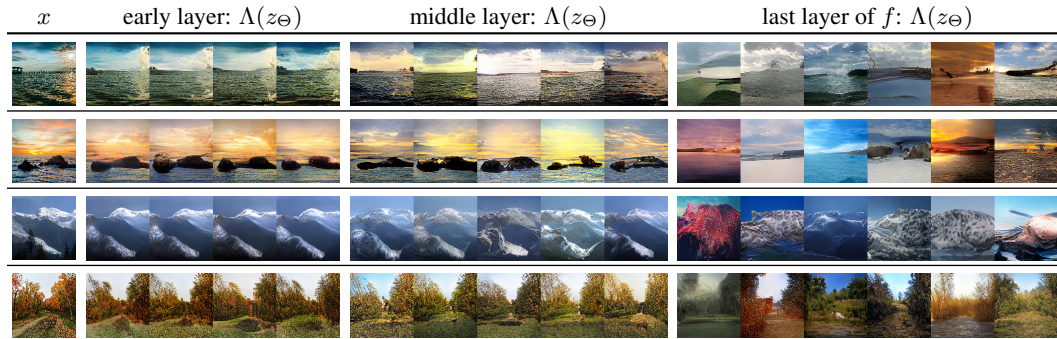 x early layer: Λ(z_Θ) middle layer: Λ(z_Θ) last layer of f: Λ(z_Θ)